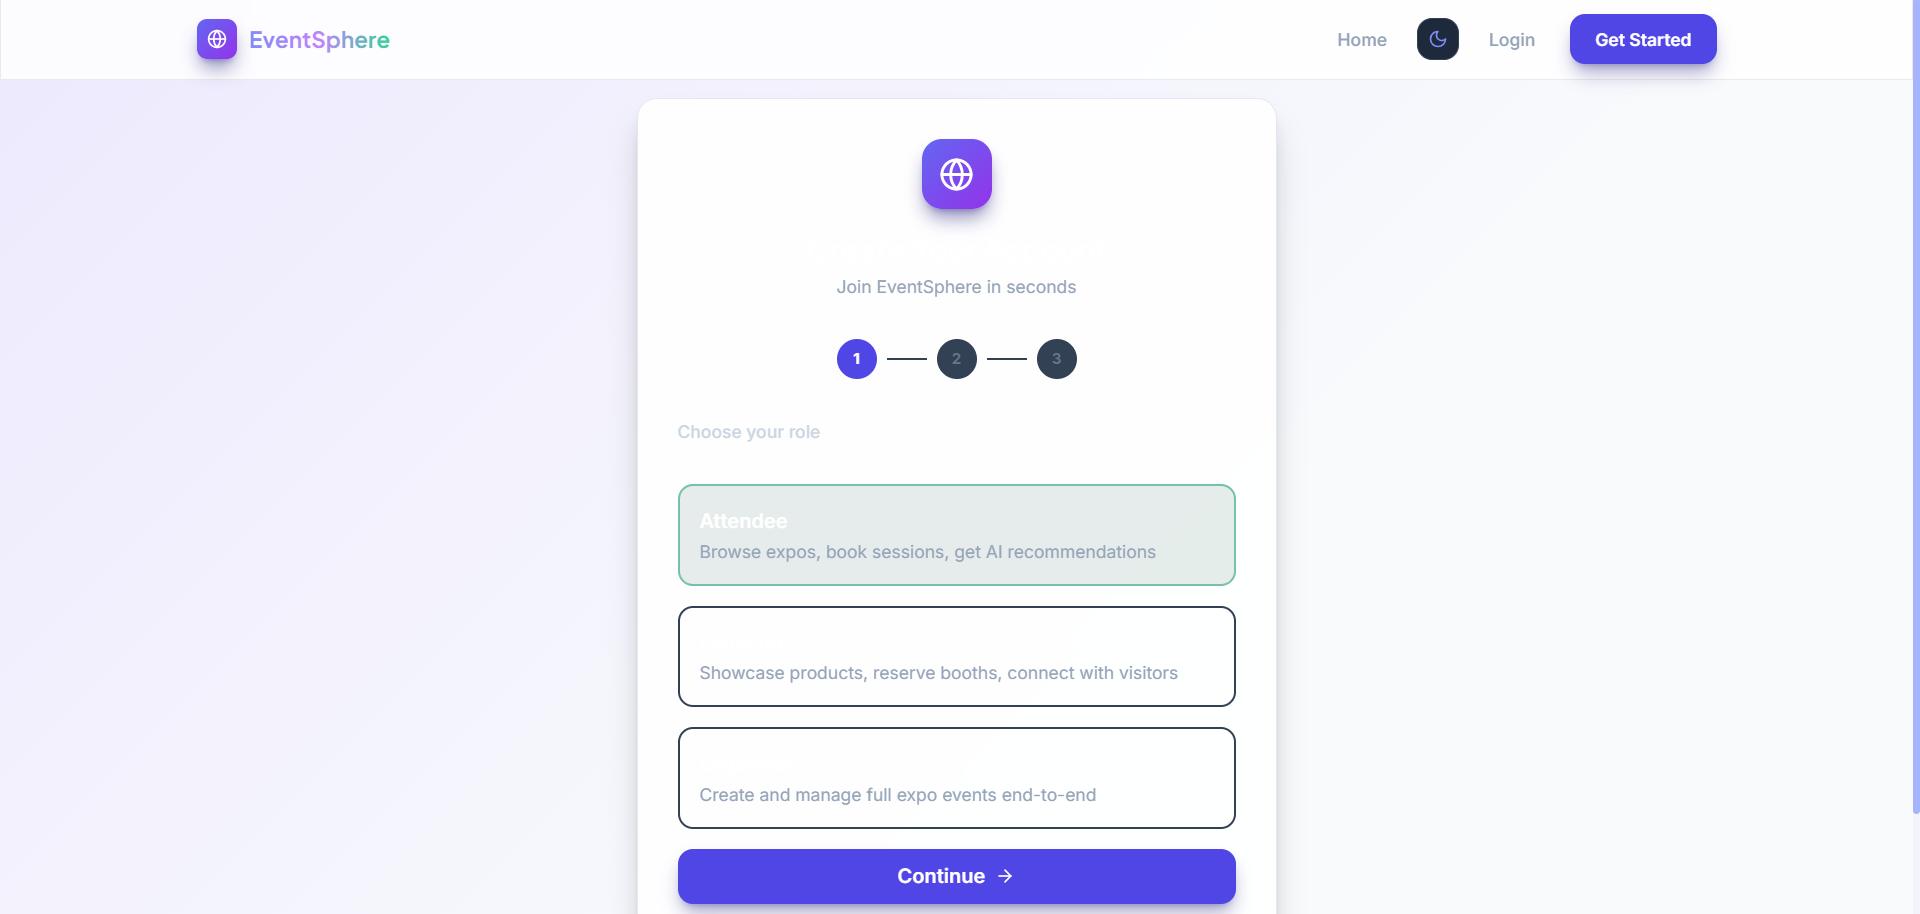 EventSphere
Home
Login
Get Started
Join EventSphere in seconds
1
2
3
Choose your role
Attendee
Browse expos, book sessions, get AI recommendations
Showcase products, reserve booths, connect with visitors
Create and manage full expo events end-to-end
Continue